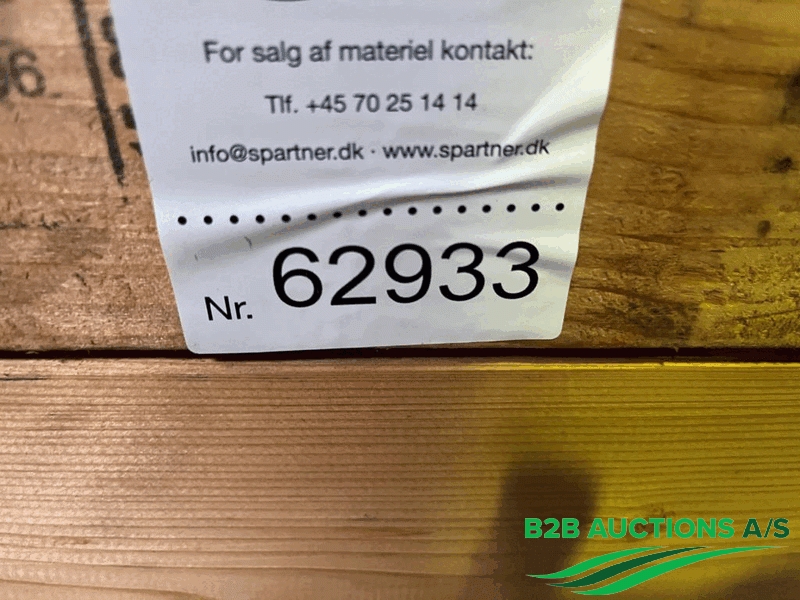 For salg af materiel kontakt:
Tlf. +45 70 25 14 14
info@spartner.dk · www.spartner.dk
Nr. 62933
B2B AUCTIONS A/S